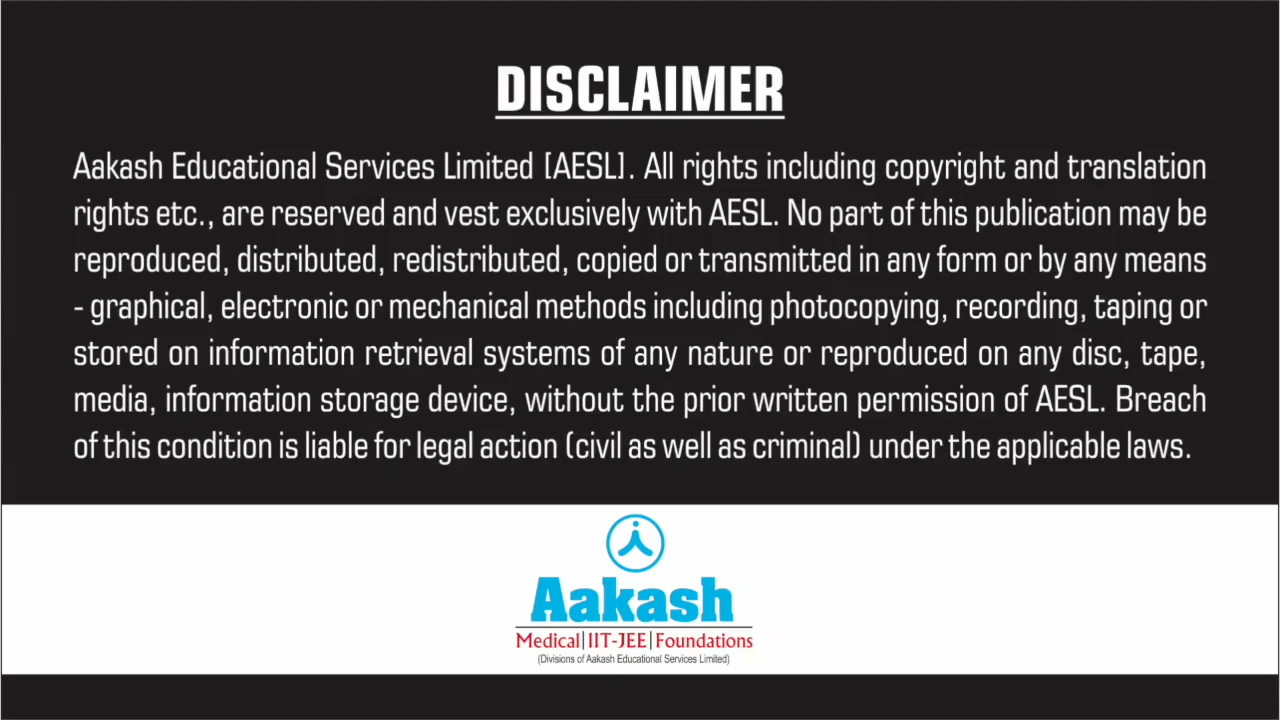 DISCLAIMER
Aakash Educational Services Limited [AESL]. All rights including copyright and translation
rights etc., are reserved and vest exclusively with AESL. No part of this publication may be
reproduced, distributed, redistributed, copied or transmitted in any form or by any means
- graphical, electronic or mechanical methods including photocopying, recording, taping or
stored on information retrieval systems of any nature or reproduced on any disc, tape,
media, information storage device, without the prior written permission of AESL. Breach
of this condition is liable for legal action (civil as well as criminal) under the applicable laws.
Aakash
Medical|IIT-JEE|Foundations
(Divisions of Aakash Educational Services Limited)